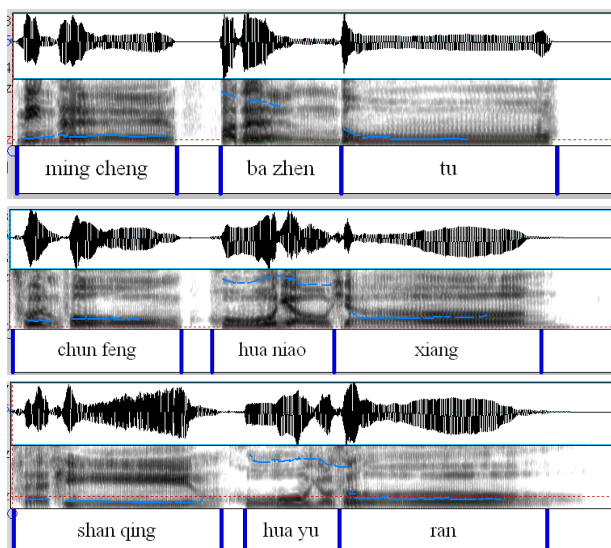 ming cheng ba zhen tu
chun feng hua niao xiang
shan qing hua yu ran